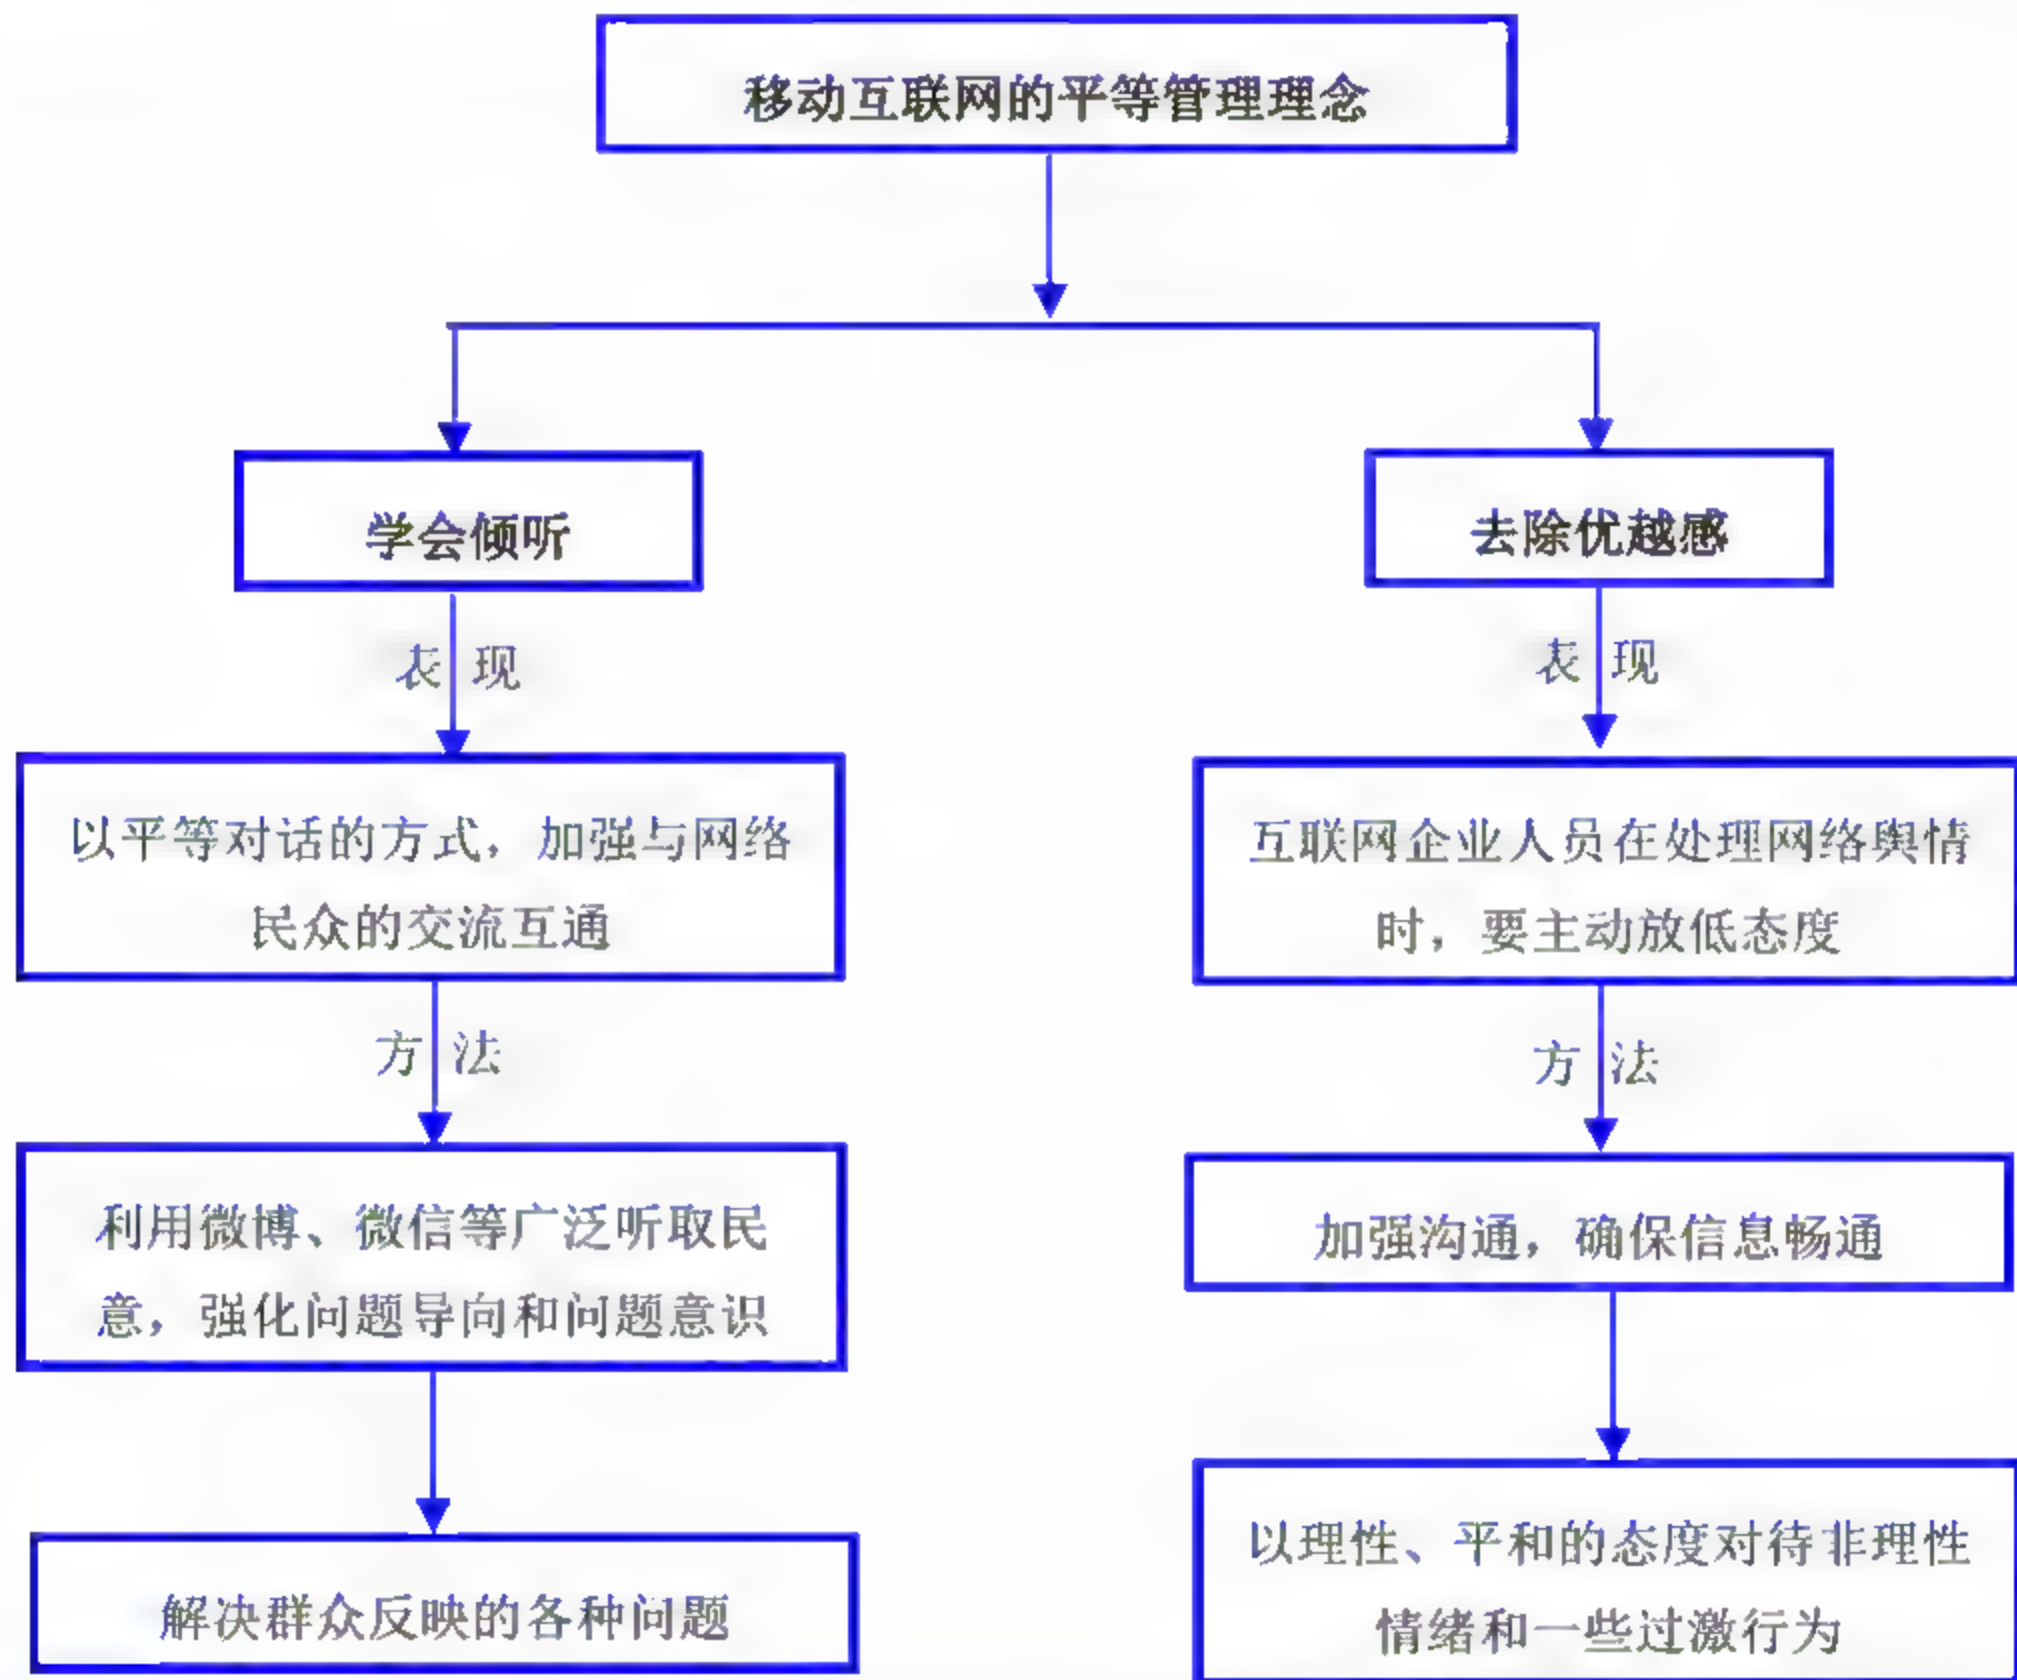 移动互联网的平等管理理念
学会倾听
去除优越感
表 现
表 现
以平等对话的方式，加强与网络
民众的交流互通
互联网企业人员在处理网络舆情
时，要主动放低态度
方 法
方 法
利用微博、微信等广泛听取民
意，强化问题导向和问题意识
加强沟通，确保信息畅通
解决群众反映的各种问题
以理性、平和的态度对待非理性
情绪和一些过激行为